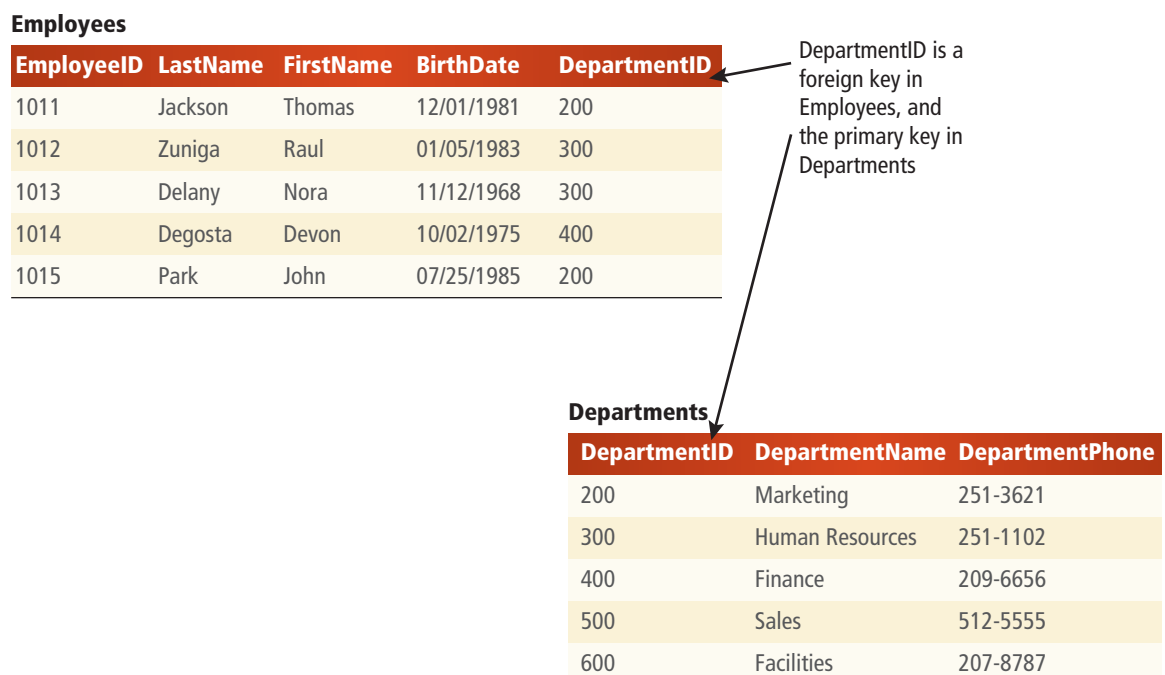 Employees
EmployeeID LastName FirstName BirthDate DepartmentID
1011 Jackson Thomas 12/01/1981 200
1012 Zuniga Raul 01/05/1983 300
1013 Delany Nora 11/12/1968 300
1014 Degosta Devon 10/02/1975 400
1015 Park John 07/25/1985 200
DepartmentID is a
foreign key in
Employees, and
the primary key in
Departments
Departments
DepartmentID DepartmentName DepartmentPhone
200 Marketing 251-3621
300 Human Resources 251-1102
400 Finance 209-6656
500 Sales 512-5555
600 Facilities 207-8787